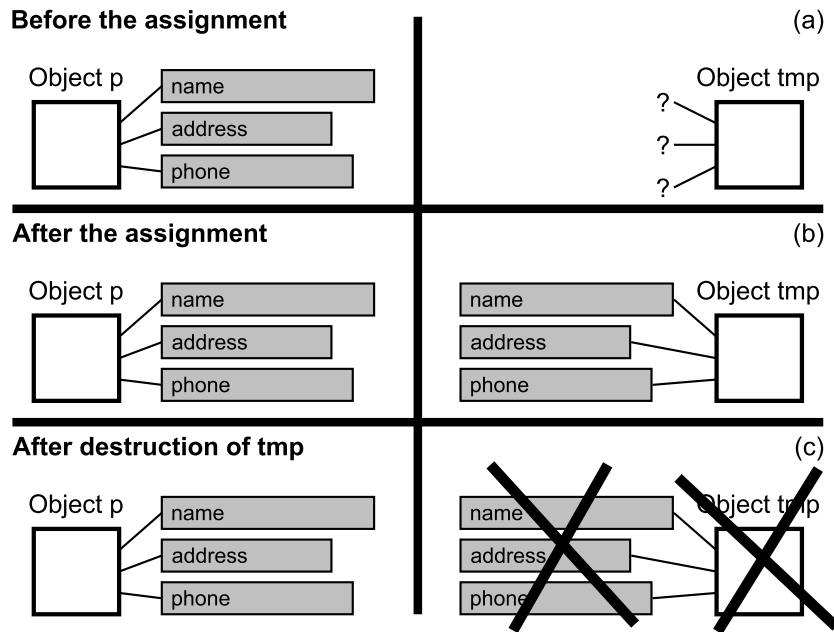 Before the assignment
(a)
Object p
name
address
phone
Object tmp
?
?
?
After the assignment
(b)
Object p
name
address
phone
name
address
phone
Object tmp
After destruction of tmp
(c)
Object p
name
address
phone
name
address
phone
Object tmp